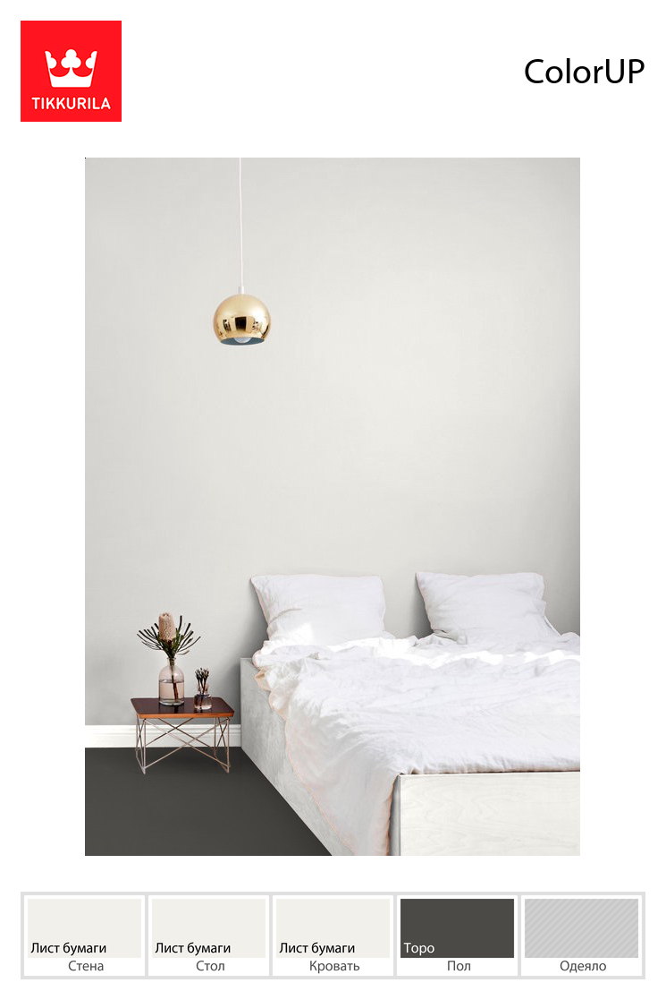 TIKKURILA
ColorUP
Лист бумаги
Лист бумаги
Лист бумаги
Торо
Стена
Стол
Кровать
Пол
Одеяло